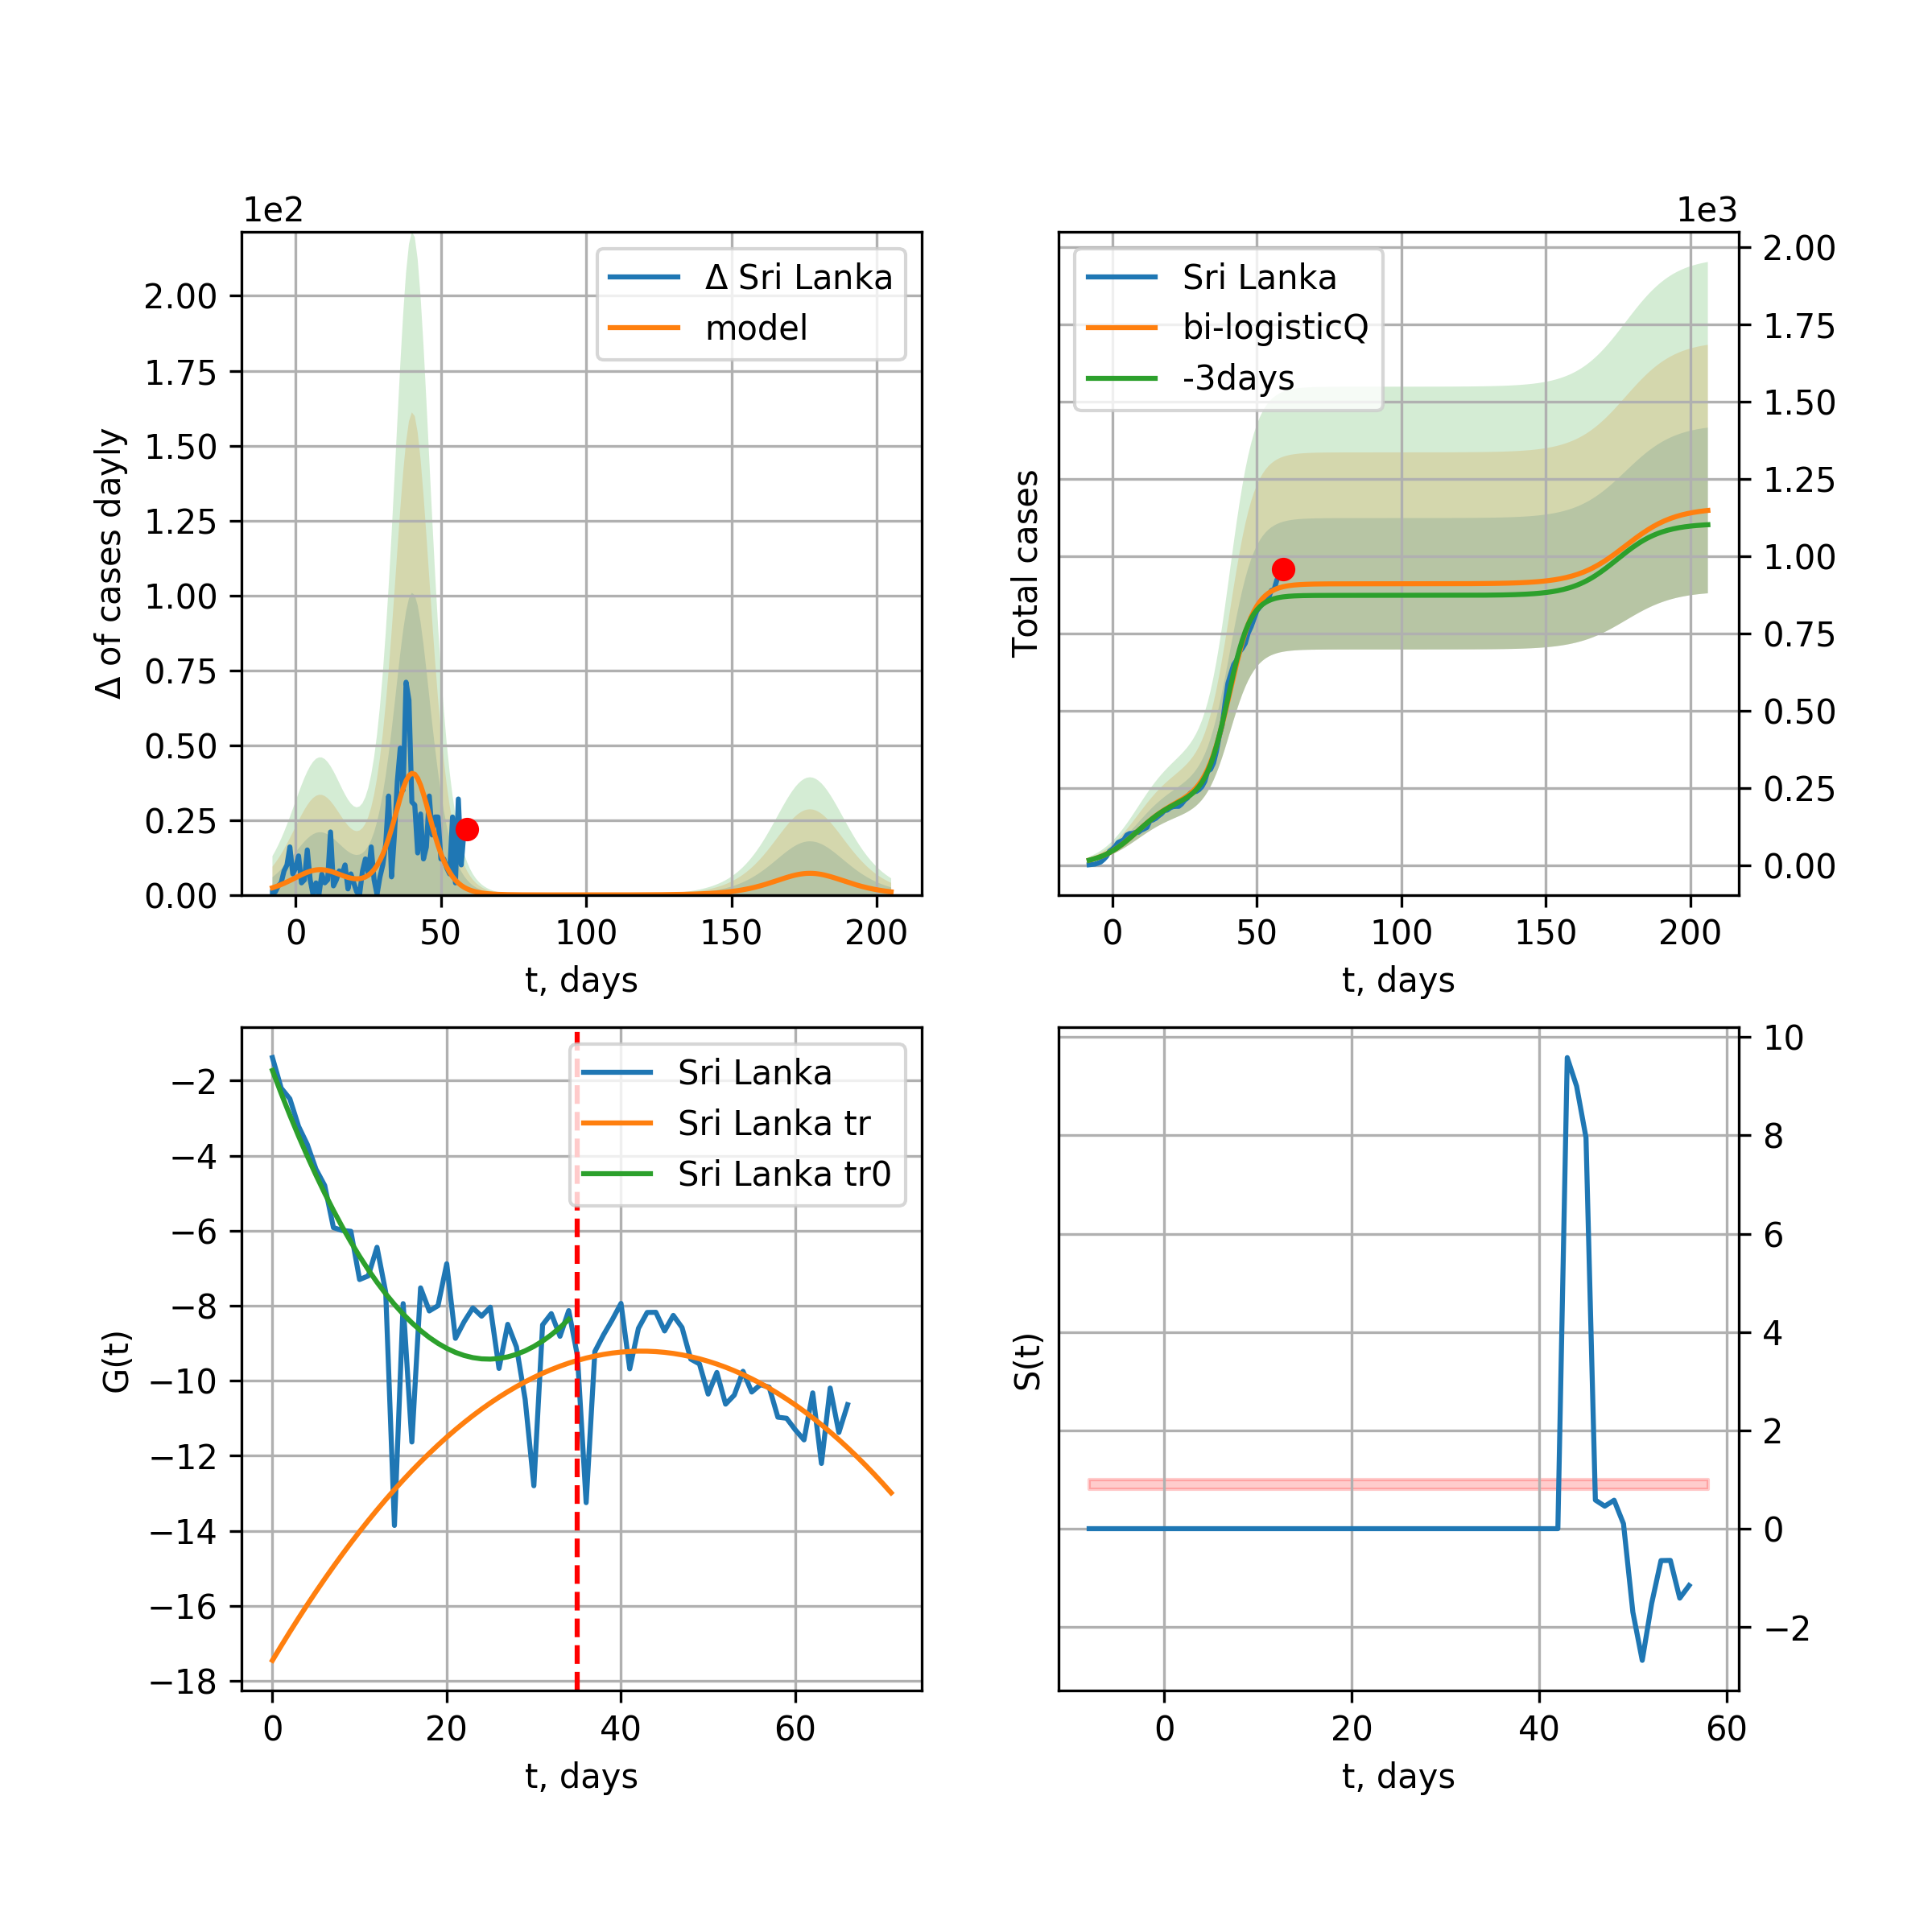 1e2
Δ of cases dayly
2.00
1.75
1.50
1.25
1.00
0.75
0.50
0.25
0.00
Δ Sri Lanka
model
0 50 100 150 200
t, days
1e3
Total cases
Sri Lanka
bi-logisticQ
-3days
2.00
1.75
1.50
1.25
1.00
0.75
0.50
0.25
0.00
0 50 100 150 200
t, days
G(t)
−2
−4
−6
−8
−10
−12
−14
−16
−18
Sri Lanka
Sri Lanka tr
Sri Lanka tr0
0 20 40 60
t, days
S(t)
10
8
6
4
2
0
−2
0 20 40 60
t, days